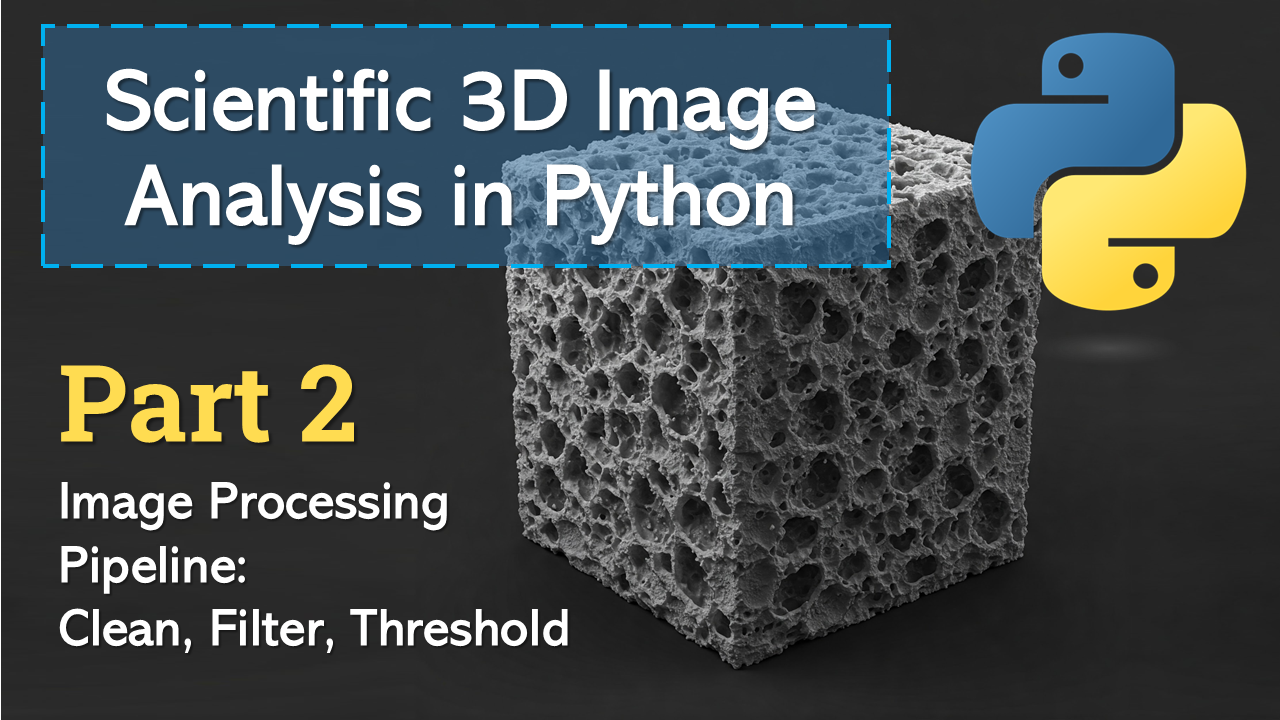 Scientific 3D Image
Analysis in Python
Part 2
Image Processing
Pipeline:
Clean, Filter, Threshold